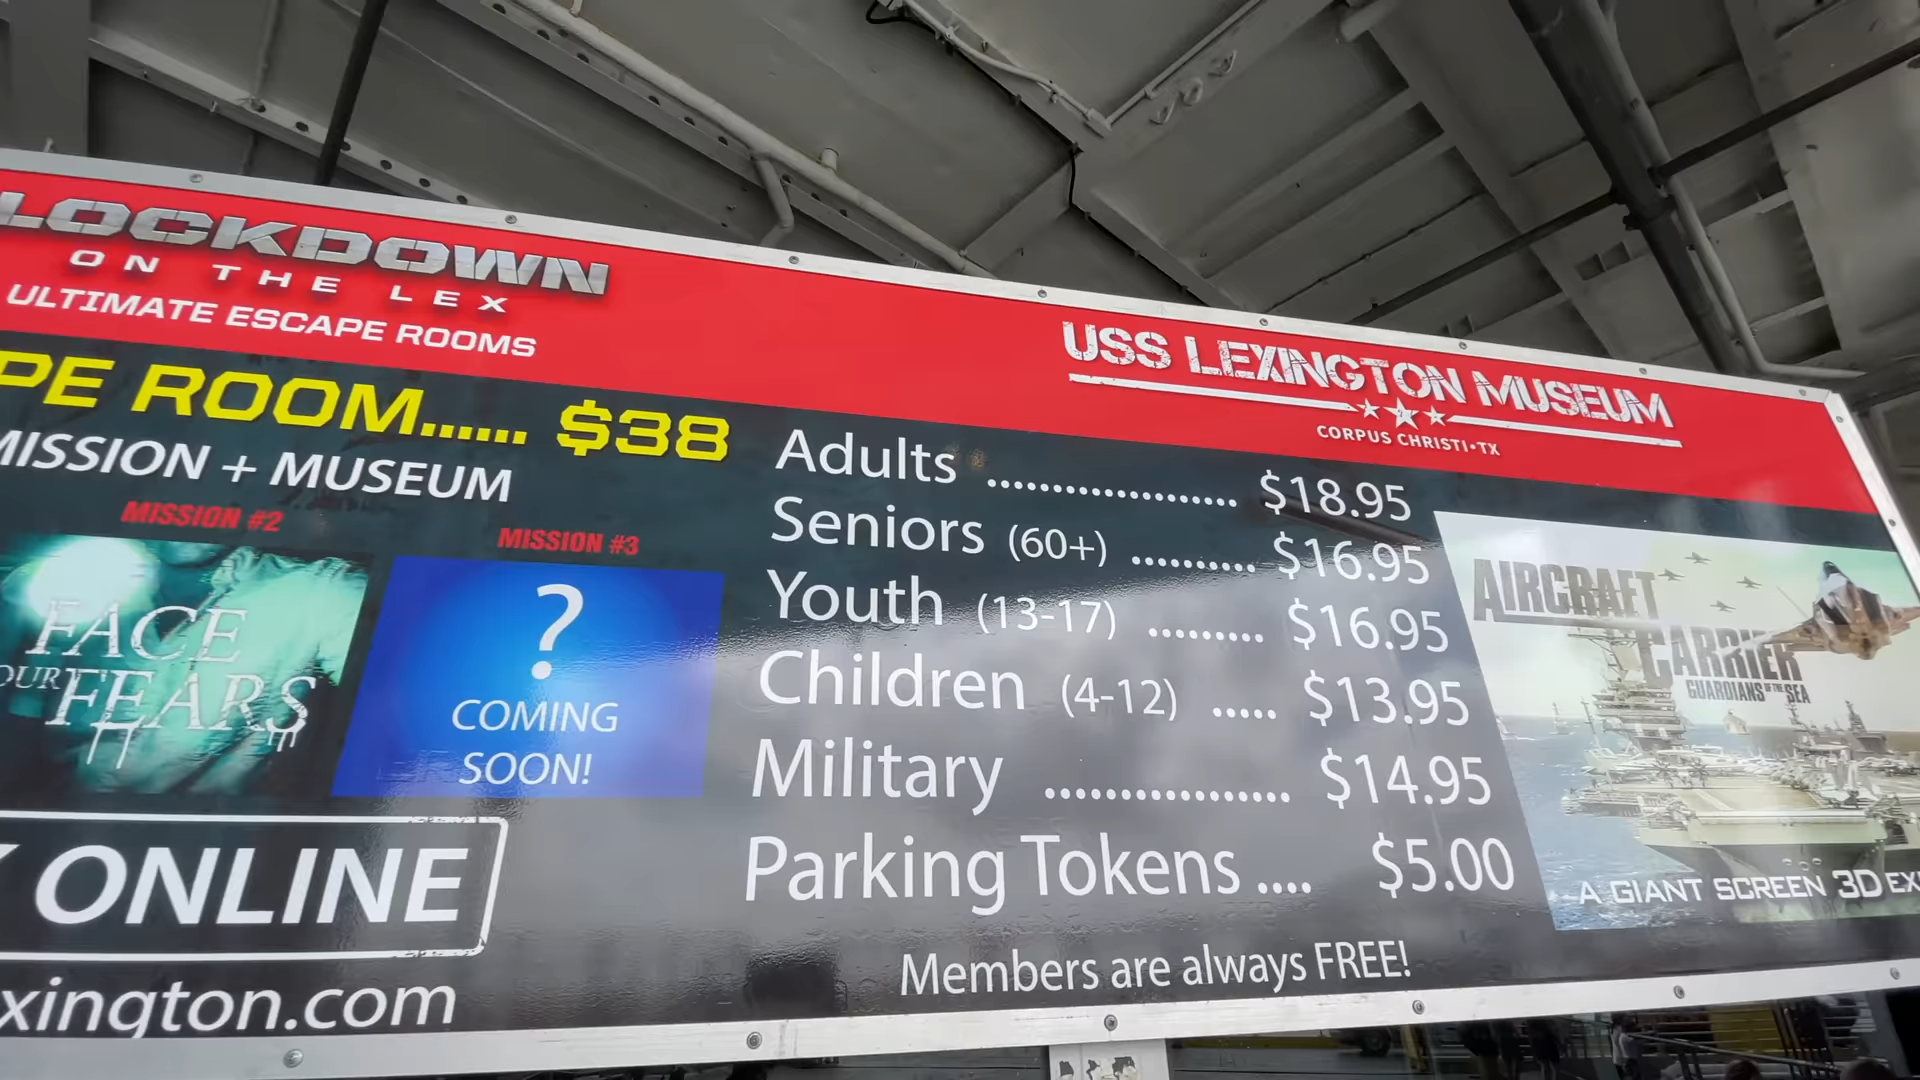 LOCKDOWN
ON THE LEX
ULTIMATE ESCAPE ROOMS
PE ROOM...... $38
MISSION + MUSEUM
MISSION #2
FACE
OUR FEARS
MISSION #3
?
COMING
SOON!
ONLINE
xington.com
USS LEXINGTON MUSEUM
CORPUS CHRISTI•TX
Adults ................... $18.95
Seniors (60+) .......... $16.95
Youth (13-17) ......... $16.95
Children (4-12) ..... $13.95
Military ................. $14.95
Parking Tokens .... $5.00
Members are always FREE!
AIRCRAFT
CARRIER
GUARDIANS OF THE SEA
A GIANT SCREEN 3D EX